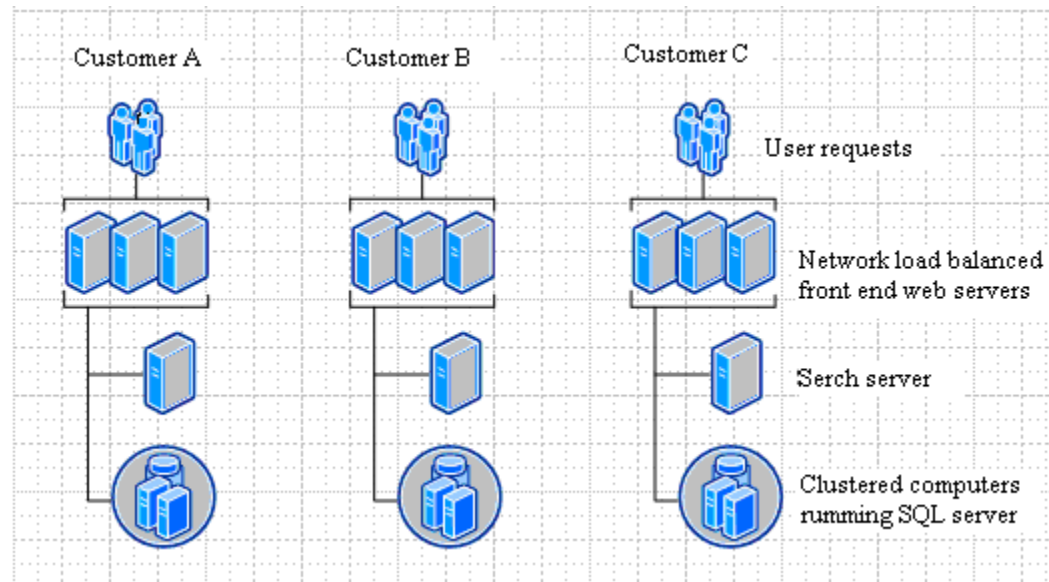 Customer A
Customer B
Customer C
User requests
Network load balanced
front end web servers
Serch server
Clustered computers
rumming SQL server